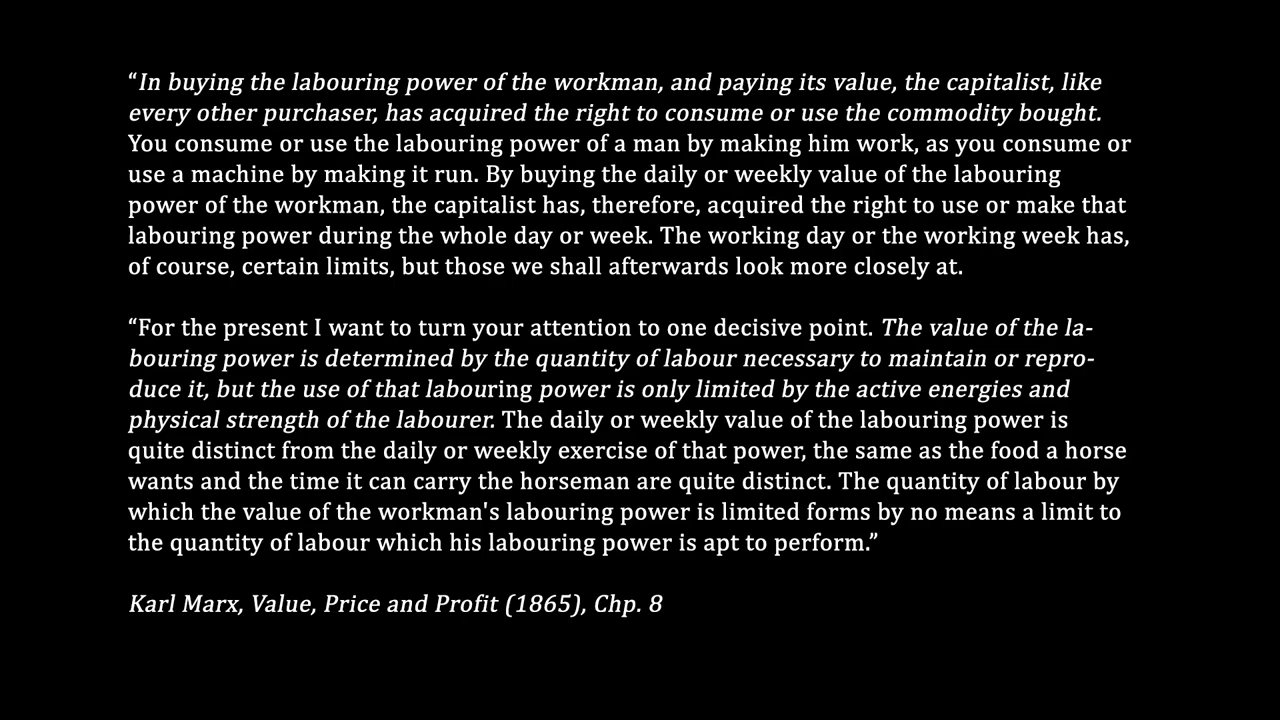 “In buying the labouring power of the workman, and paying its value, the capitalist, like
every other purchaser, has acquired the right to consume or use the commodity bought.
You consume or use the labouring power of a man by making him work, as you consume or
use a machine by making it run. By buying the daily or weekly value of the labouring
power of the workman, the capitalist has, therefore, acquired the right to use or make that
labouring power during the whole day or week. The working day or the working week has,
of course, certain limits, but those we shall afterwards look more closely at.
“For the present I want to turn your attention to one decisive point. The value of the la-
bouring power is determined by the quantity of labour necessary to maintain or repro-
duce it, but the use of that labouring power is only limited by the active energies and
physical strength of the labourer. The daily or weekly value of the labouring power is
quite distinct from the daily or weekly exercise of that power, the same as the food a horse
wants and the time it can carry the horseman are quite distinct. The quantity of labour by
which the value of the workman's labouring power is limited forms by no means a limit to
the quantity of labour which his labouring power is apt to perform.”
Karl Marx, Value, Price and Profit (1865), Chp. 8